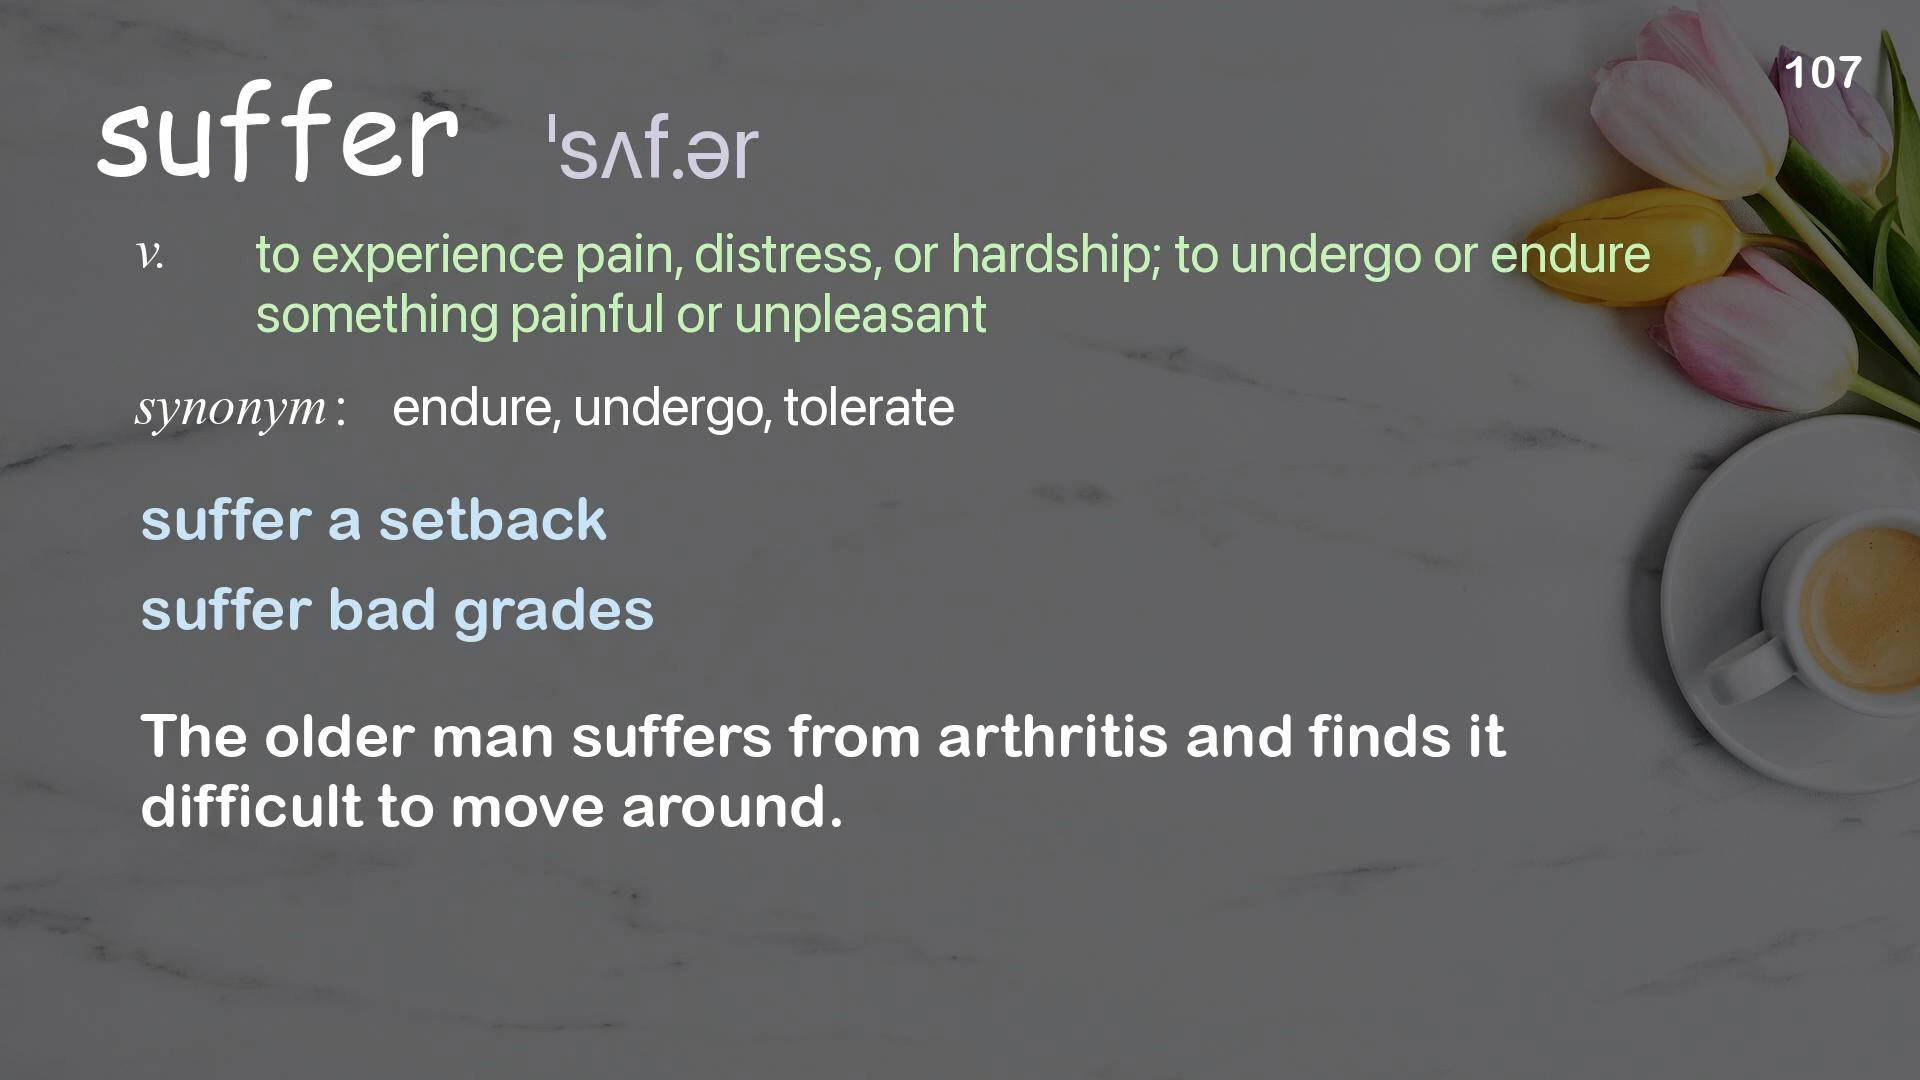 107
suffer ˈsʌf.ər
v. to experience pain, distress, or hardship; to undergo or endure
something painful or unpleasant
synonym : endure, undergo, tolerate
suffer a setback
suffer bad grades
The older man suffers from arthritis and finds it
difficult to move around.